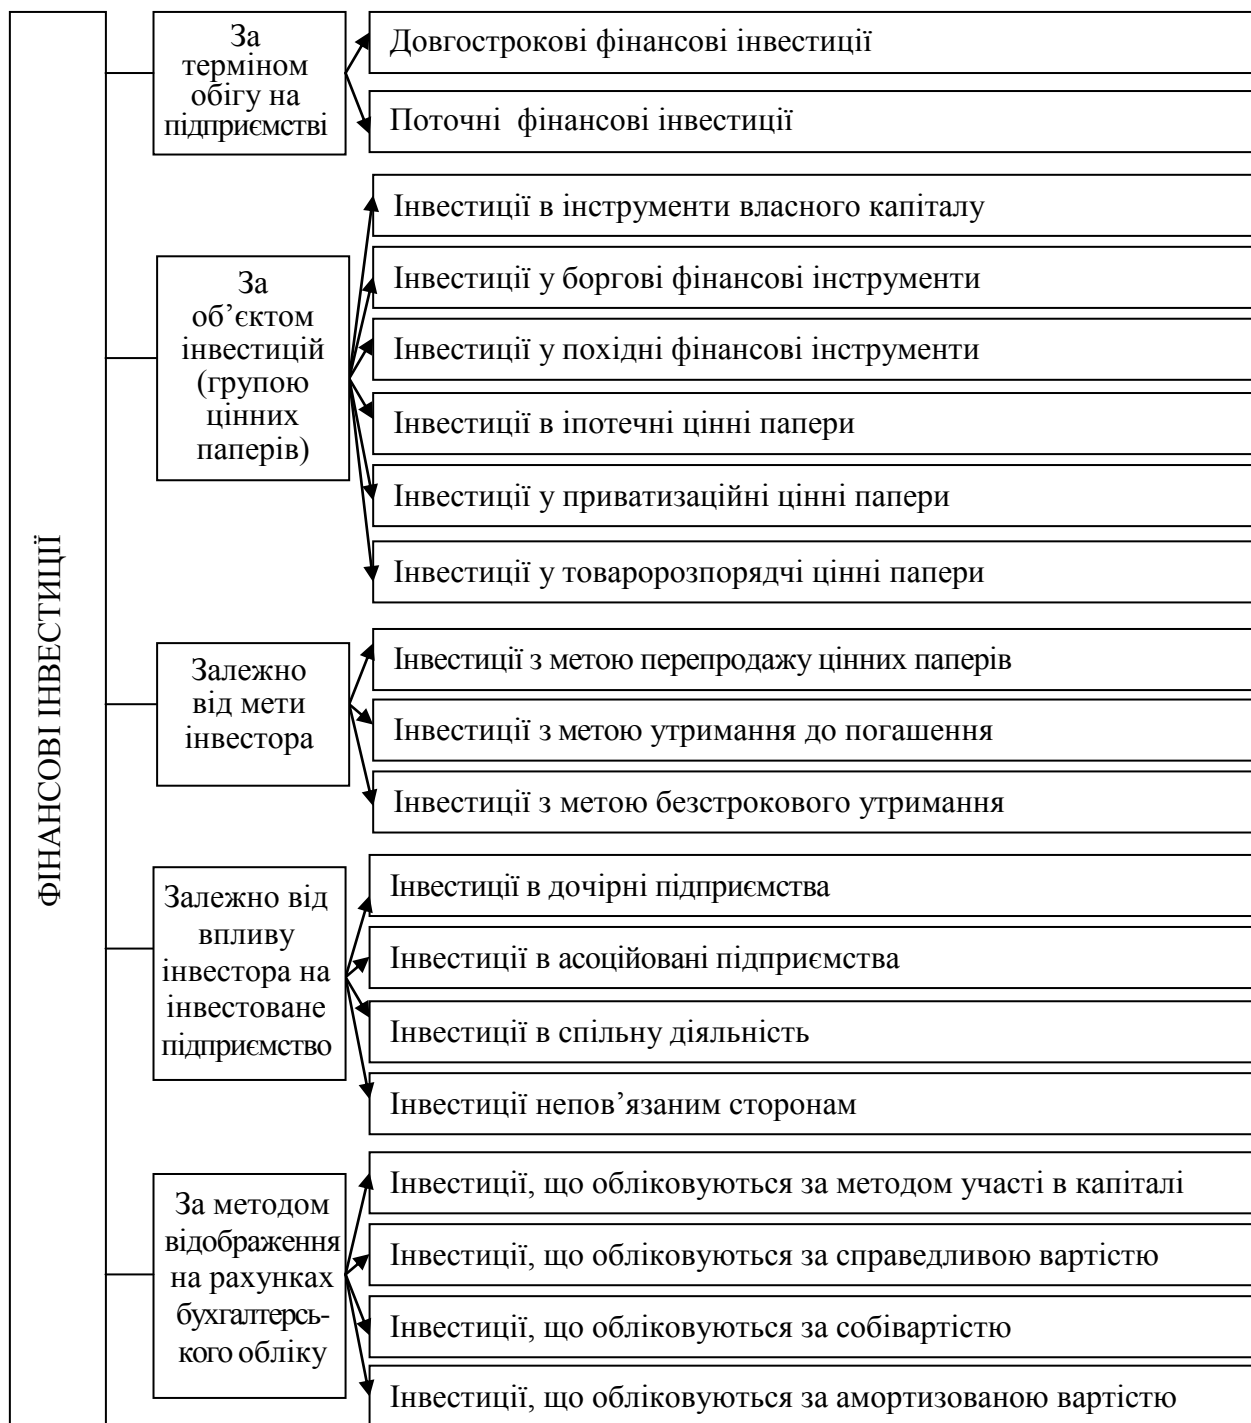 ФІНАНСОВІ ІНВЕСТИЦІЇ
За
терміном
обігу на
підприємстві
Довгострокові фінансові інвестиції
Поточні фінансові інвестиції
За
об’єктом
інвестицій
(групою
цінних
паперів)
Інвестиції в інструменти власного капіталу
Інвестиції у боргові фінансові інструменти
Інвестиції у похідні фінансові інструменти
Інвестиції в іпотечні цінні папери
Інвестиції у приватизаційні цінні папери
Інвестиції у товаророзпорядчі цінні папери
Залежно
від мети
інвестора
Інвестиції з метою перепродажу цінних паперів
Інвестиції з метою утримання до погашення
Інвестиції з метою безстрокового утримання
Залежно від
впливу
інвестора на
інвестоване
підприємство
Інвестиції в дочірні підприємства
Інвестиції в асоційовані підприємства
Інвестиції в спільну діяльність
Інвестиції непов’язаним сторонам
За методом
відображення
на рахунках
бухгалтерсь-
кого обліку
Інвестиції, що обліковуються за методом участі в капіталі
Інвестиції, що обліковуються за справедливою вартістю
Інвестиції, що обліковуються за собівартістю
Інвестиції, що обліковуються за амортизованою вартістю